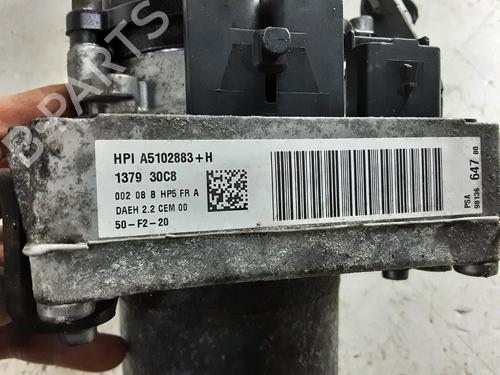 HPI A5102883+H
1379 30C8
002 08 8 HP5 FR A
DAEH 2.2 CEM 00
50-F2-20
PSA
98136 647 80
B-PARTS